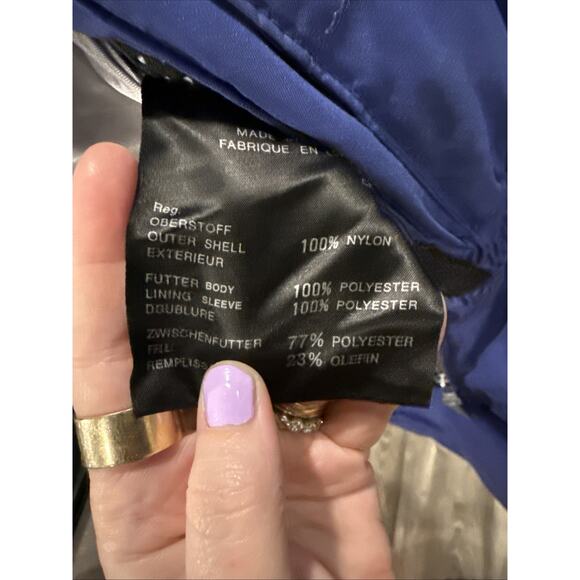 MADE
FABRIQUE EN
Reg.
OBERSTOFF
OUTER SHELL 100% NYLON
EXTERIEUR
FUTTER BODY 100% POLYESTER
LINING SLEEVE 100% POLYESTER
DOUBLURE
ZWISCHENFUTTER 77% POLYESTER
23% OLEFIN
REMPLISS